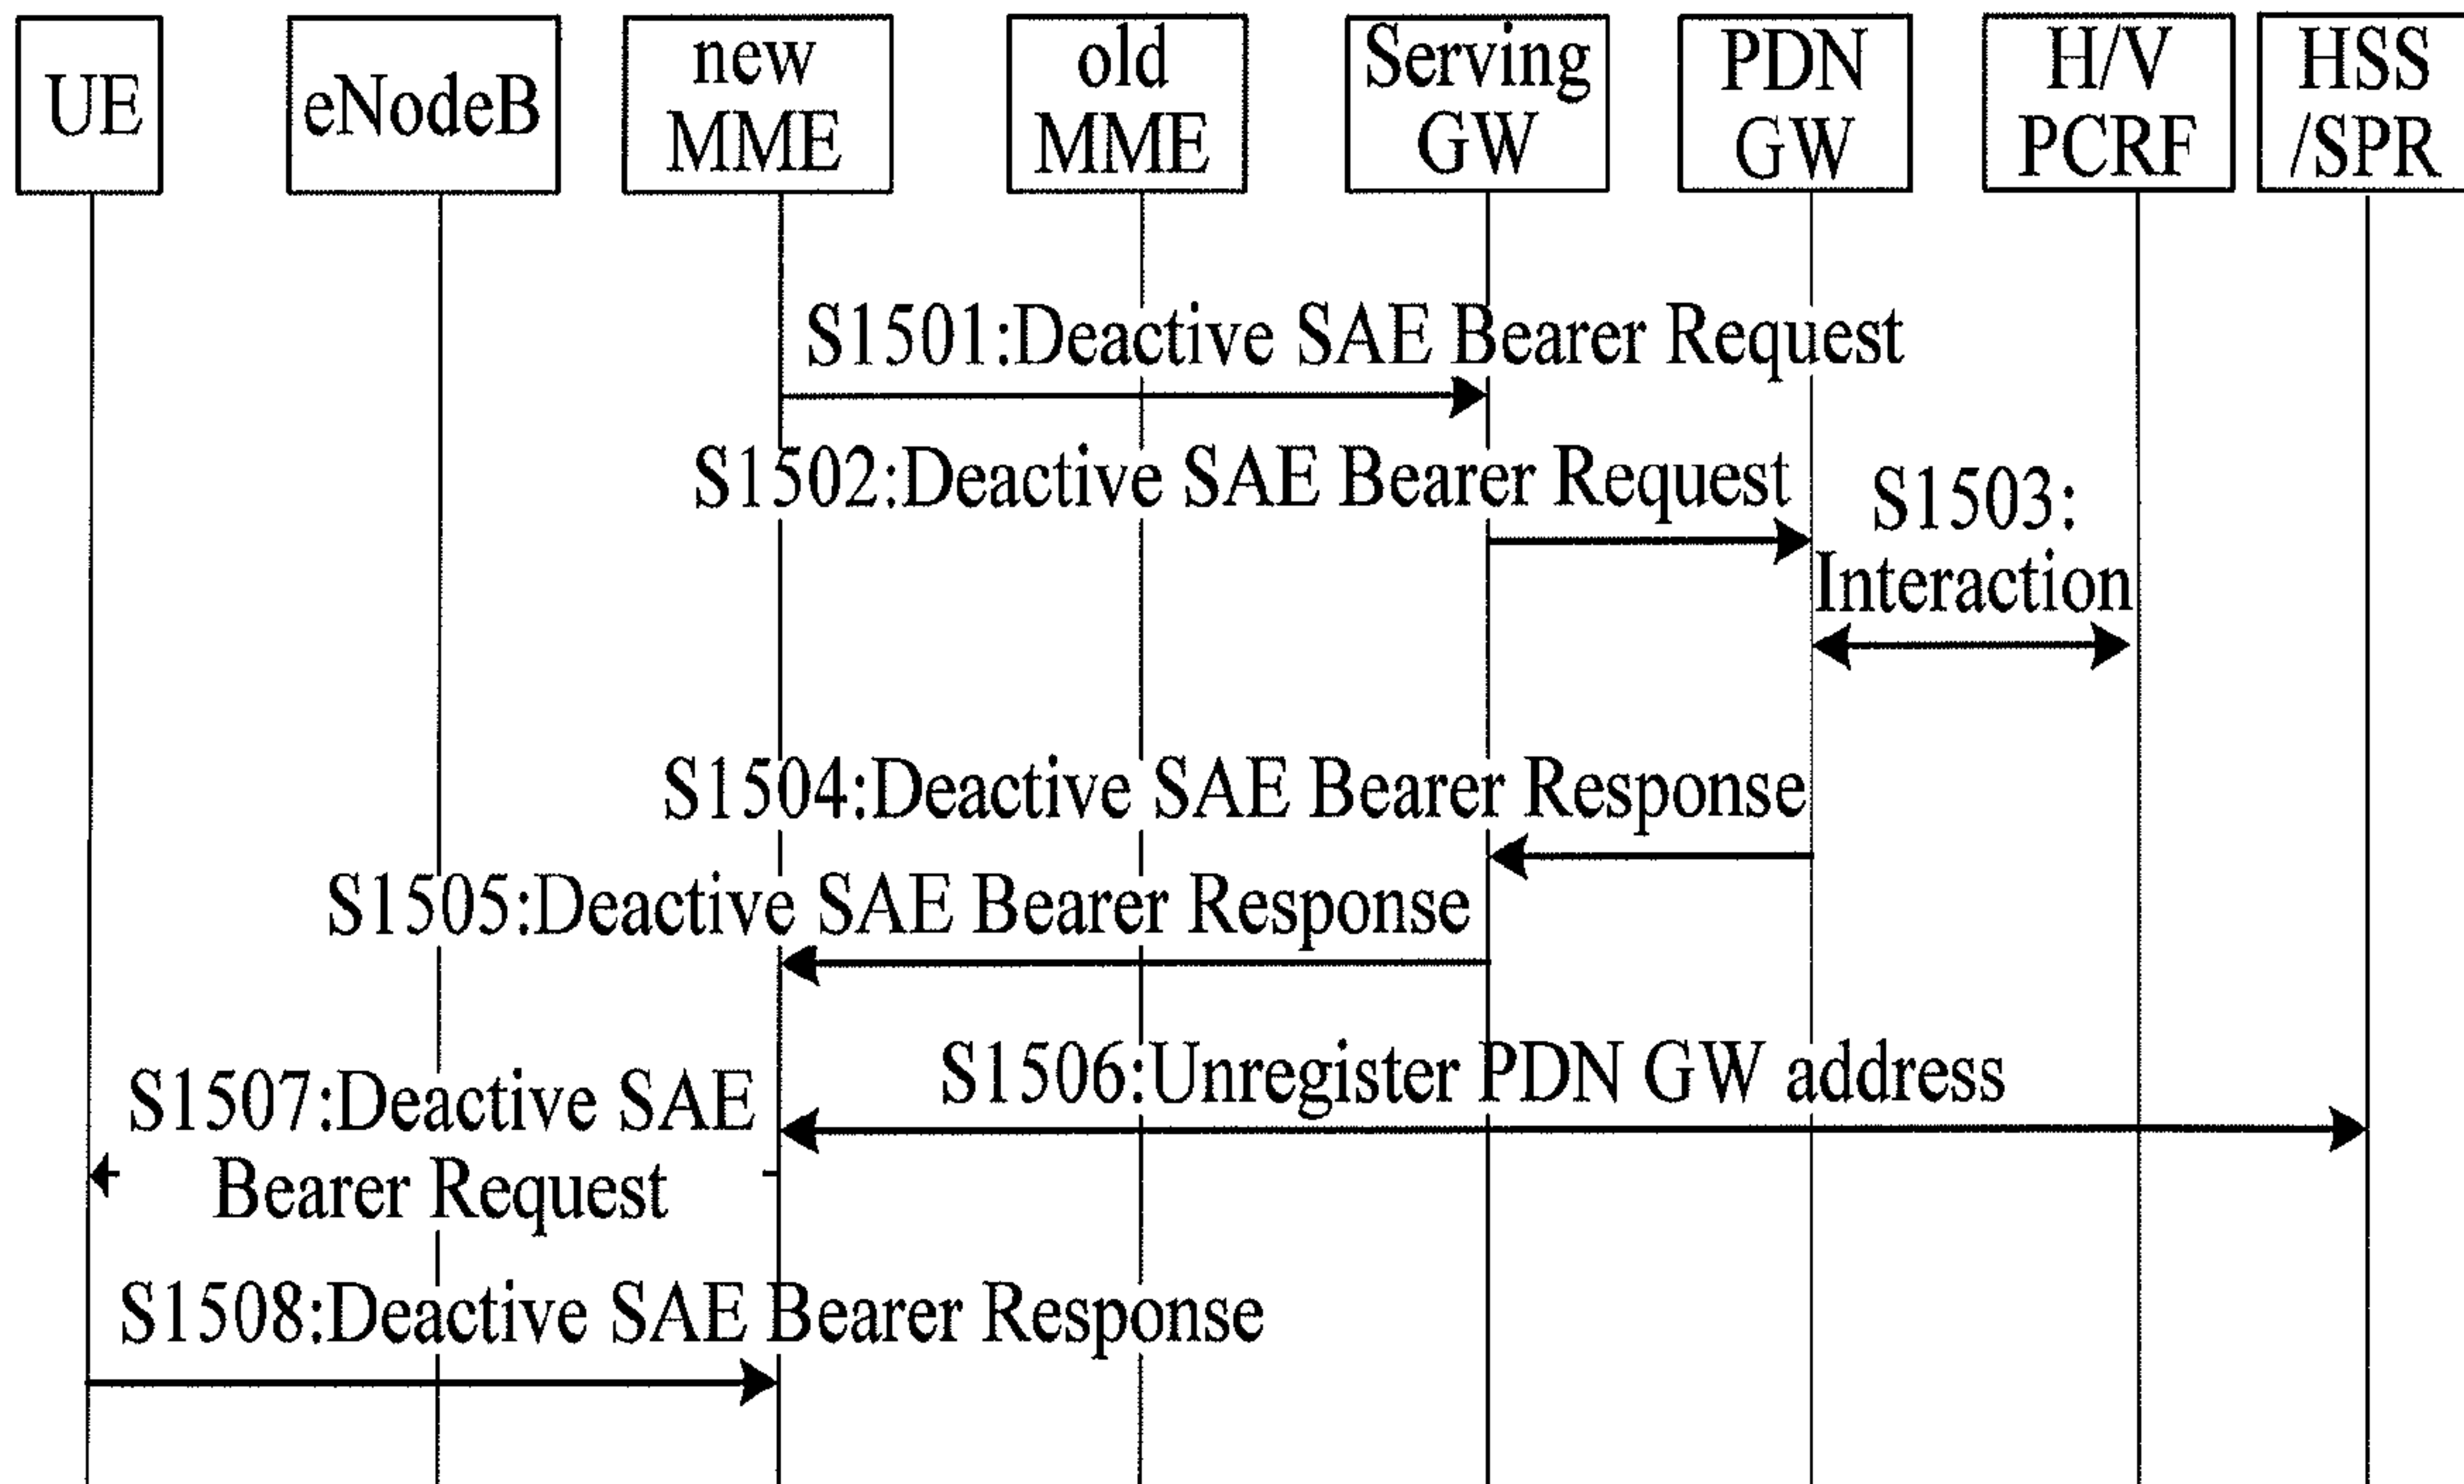 UE
eNodeB
new
MME
old
MME
Serving
GW
PDN
GW
H/V
PCRF
HSS
/SPR
S1501:Deactive SAE Bearer Request
S1502:Deactive SAE Bearer Request
S1503:
Interaction
S1504:Deactive SAE Bearer Response
S1505:Deactive SAE Bearer Response
S1506:Unregister PDN GW address
S1507:Deactive SAE
Bearer Request
S1508:Deactive SAE Bearer Response